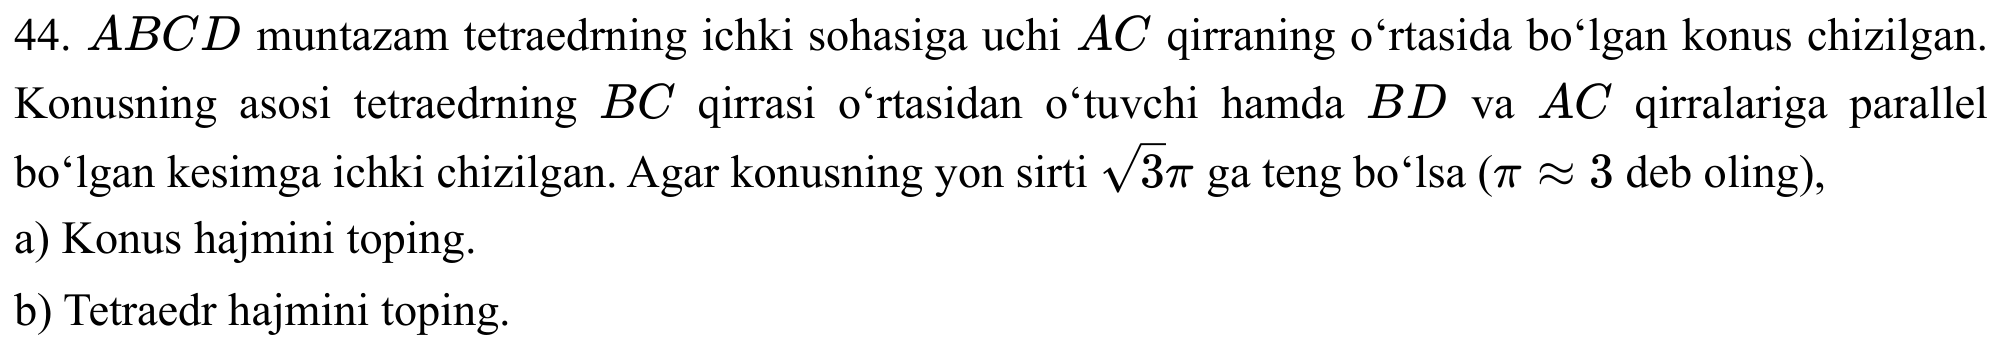 44. ABCD muntazam tetraedrning ichki sohasiga uchi AC qirraning o‘rtasida bo‘lgan konus chizilgan.
Konusning asosi tetraedrning BC qirrasi o‘rtasidan o‘tuvchi hamda BD va AC qirralariga parallel
bo‘lgan kesimga ichki chizilgan. Agar konusning yon sirti √3π ga teng bo‘lsa (π ≈ 3 deb oling),
a) Konus hajmini toping.
b) Tetraedr hajmini toping.